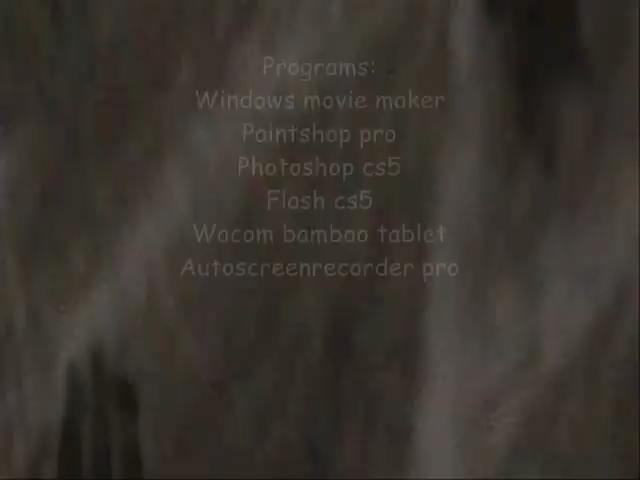 Programs:
Windows movie maker
Paintshop pro
Photoshop cs5
Flash cs5
Wacom bamboo tablet
Autoscreenrecorder pro